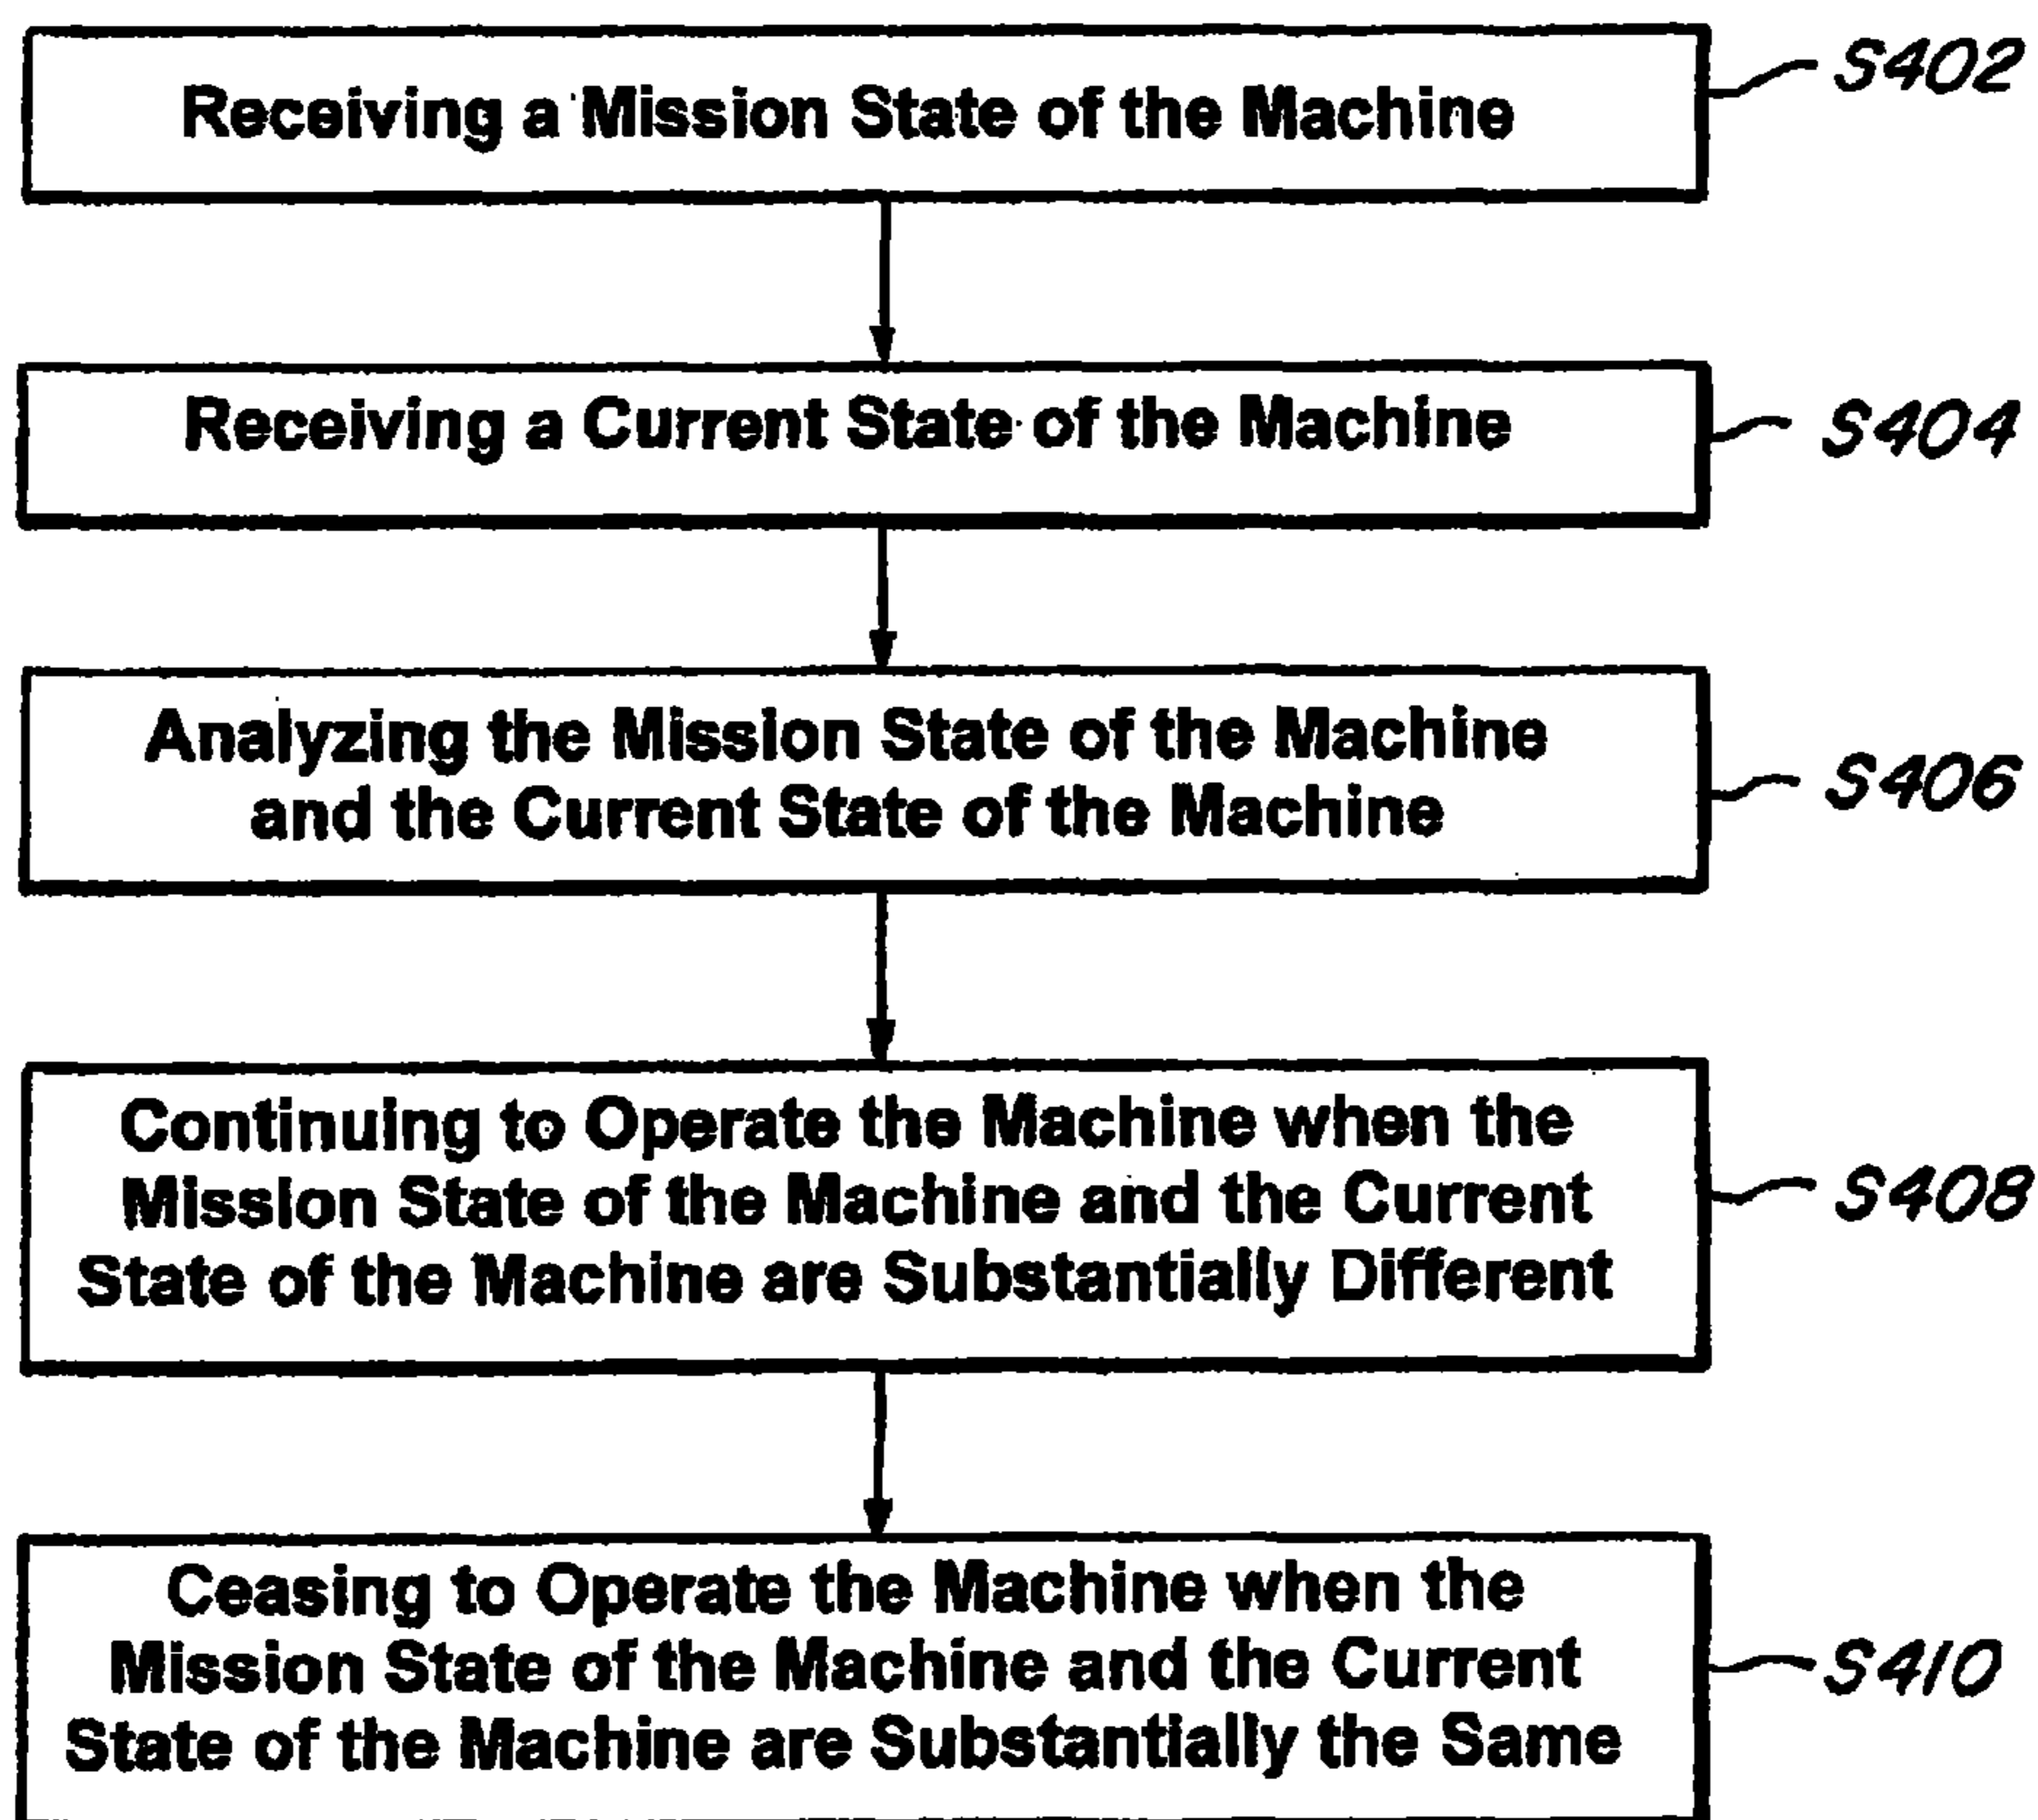 Receiving a Mission State of the Machine
S402
Receiving a Current State of the Machine
S404
Analyzing the Mission State of the Machine
and the Current State of the Machine
S406
Continuing to Operate the Machine when the
Mission State of the Machine and the Current
State of the Machine are Substantially Different
S408
Ceasing to Operate the Machine when the
Mission State of the Machine and the Current
State of the Machine are Substantially the Same
S410